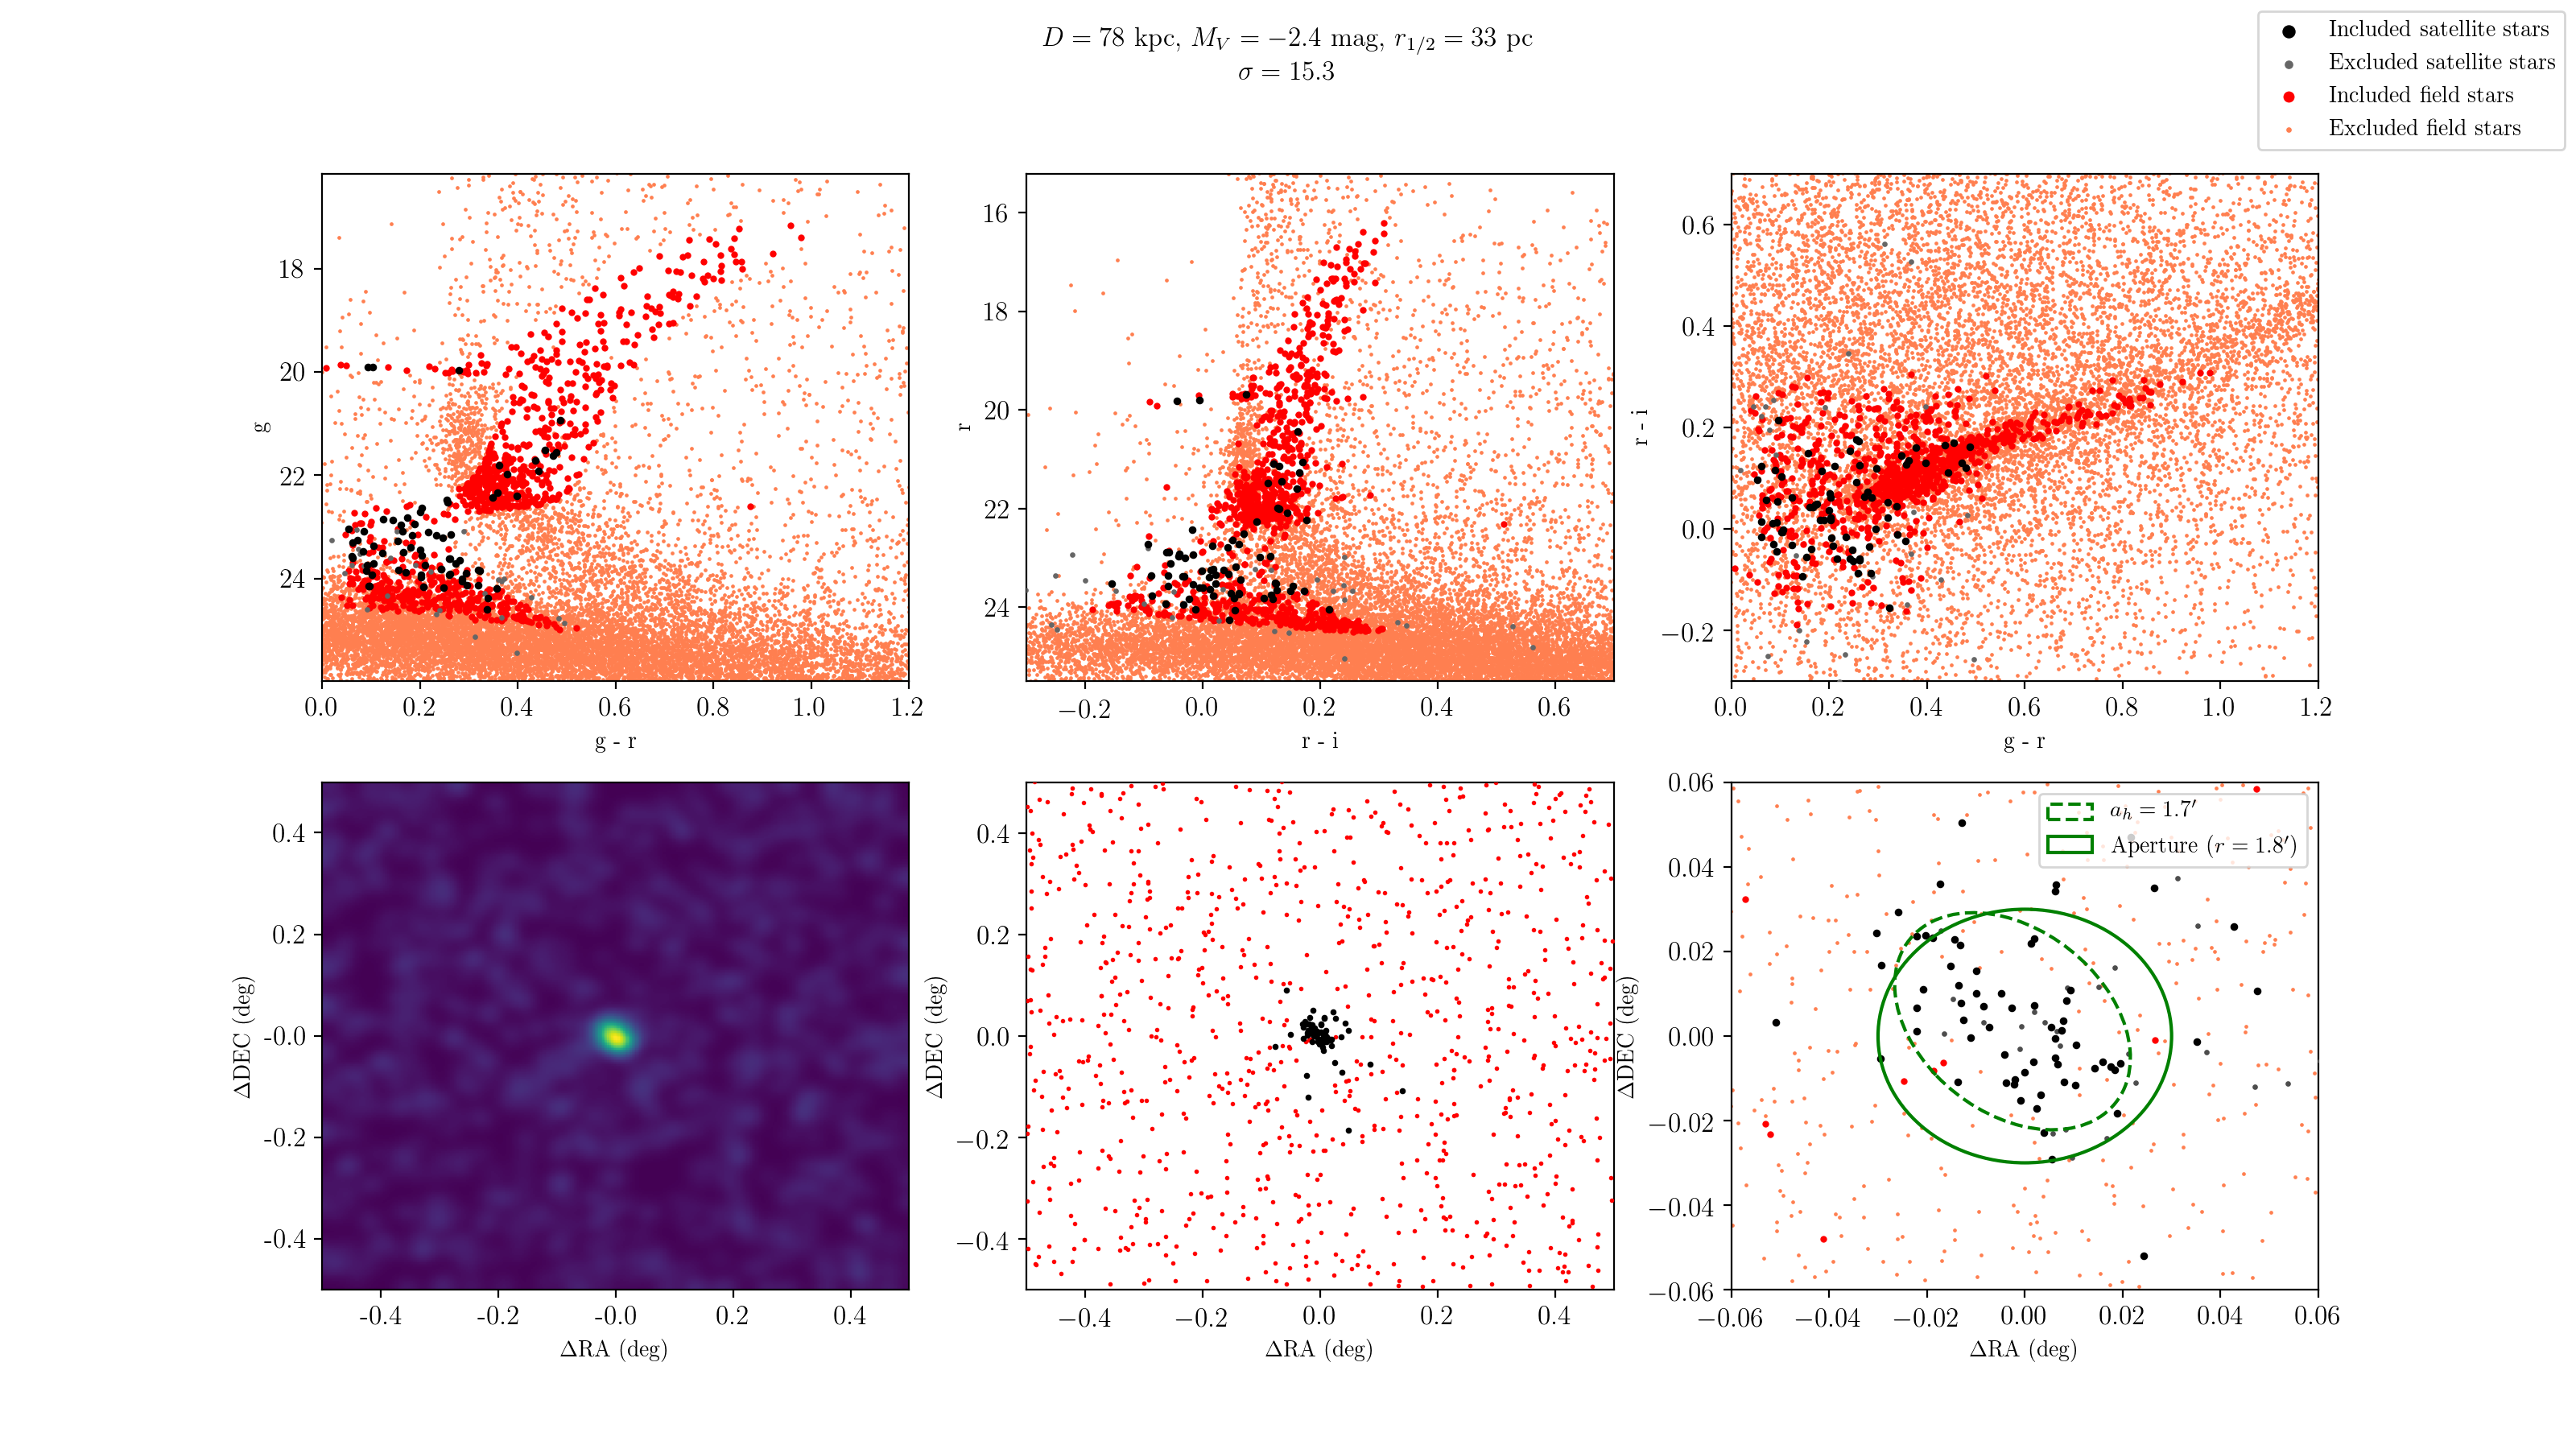 D = 78 kpc, M_V = −2.4 mag, r_{1/2} = 33 pc
σ = 15.3
Included satellite stars
Excluded satellite stars
Included field stars
Excluded field stars
18
20
22
24
g
0.0 0.2 0.4 0.6 0.8 1.0 1.2
g - r
16
18
20
22
24
r
−0.2 0.0 0.2 0.4 0.6
r - i
0.6
0.4
0.2
0.0
−0.2
r - i
0.0 0.2 0.4 0.6 0.8 1.0 1.2
g - r
0.4
0.2
-0.0
-0.2
-0.4
ΔDEC (deg)
-0.4 -0.2 -0.0 0.2 0.4
ΔRA (deg)
0.4
0.2
0.0
−0.2
−0.4
ΔDEC (deg)
−0.4 −0.2 0.0 0.2 0.4
ΔRA (deg)
0.06
0.04
0.02
0.00
−0.02
−0.04
−0.06
ΔDEC (deg)
a_h = 1.7′
Aperture (r = 1.8′)
−0.06 −0.04 −0.02 0.00 0.02 0.04 0.06
ΔRA (deg)